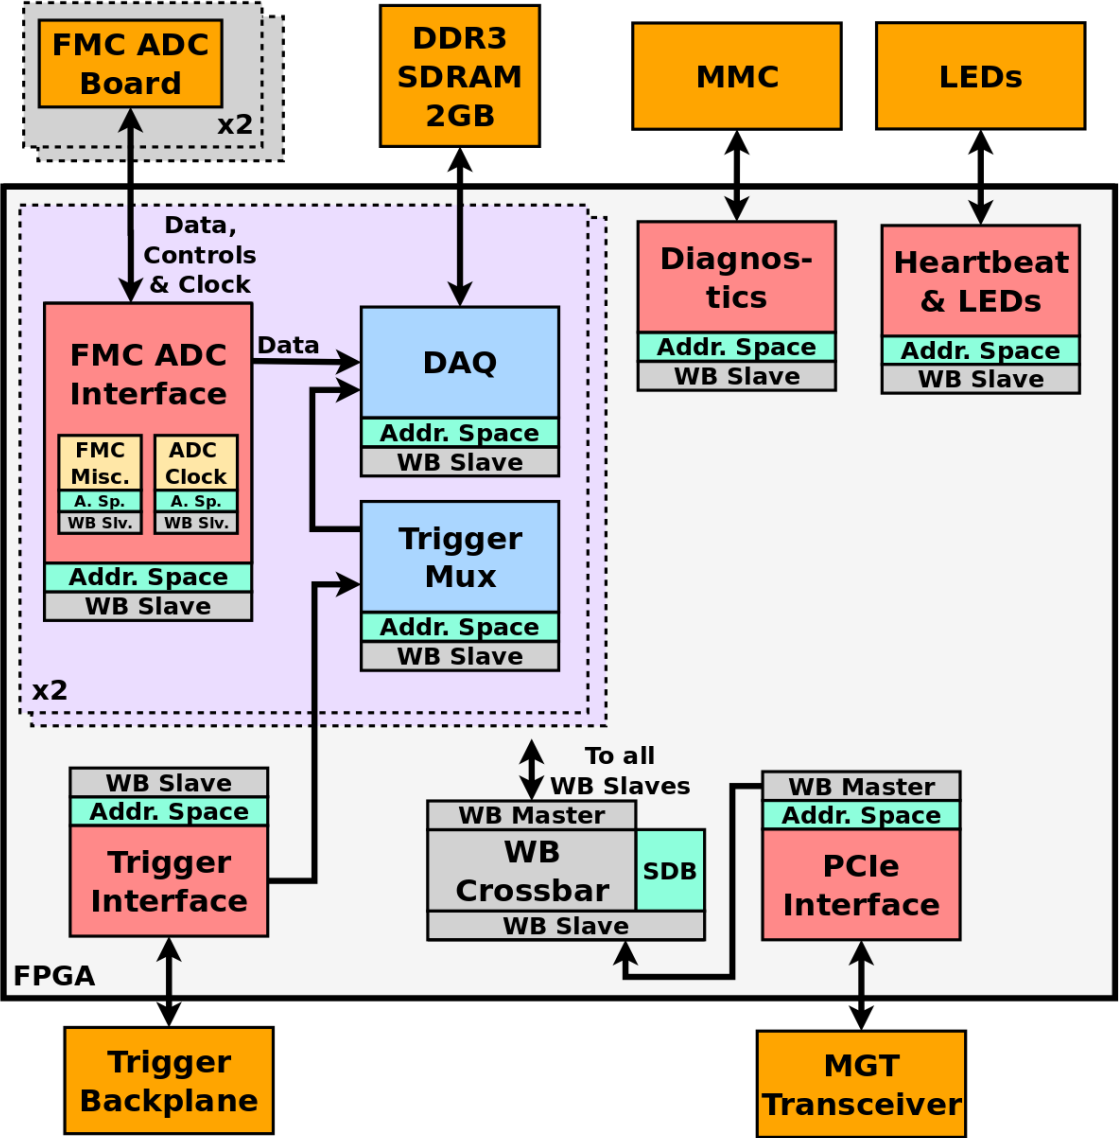 FMC ADC
Board
x2
DDR3
SDRAM
2GB
MMC
LEDs
Data,
Controls
& Clock
FMC ADC
Interface
FMC
Misc.
A. Sp.
WB Slv.
ADC
Clock
A. Sp.
WB Slv.
Addr. Space
WB Slave
Data
DAQ
Addr. Space
WB Slave
Trigger
Mux
Addr. Space
WB Slave
x2
Diagnos-
tics
Addr. Space
WB Slave
Heartbeat
& LEDs
Addr. Space
WB Slave
WB Slave
Addr. Space
Trigger
Interface
To all
WB Slaves
WB Master
WB
Crossbar
SDB
WB Slave
WB Master
Addr. Space
PCIe
Interface
FPGA
Trigger
Backplane
MGT
Transceiver